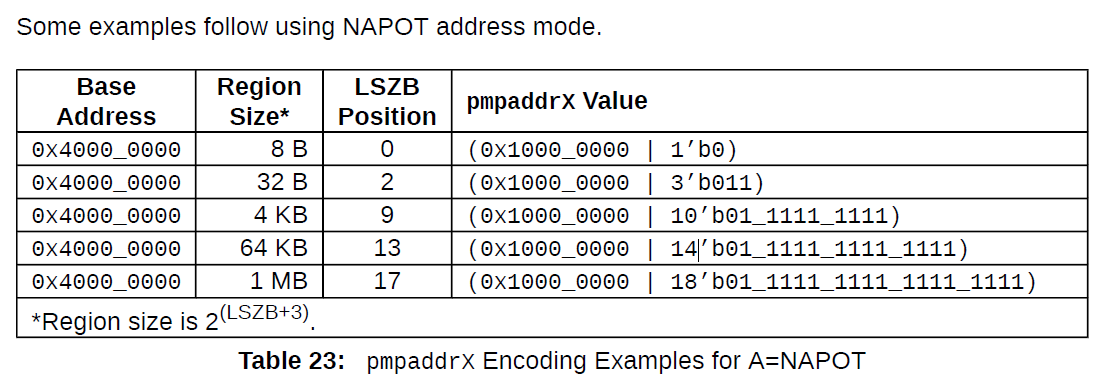 Some examples follow using NAPOT address mode.
Base Address Region Size* LSZB Position pmpaddrX Value
0x4000_0000 8 B 0 (0x1000_0000 | 1’b0)
0x4000_0000 32 B 2 (0x1000_0000 | 3’b011)
0x4000_0000 4 KB 9 (0x1000_0000 | 10’b01_1111_1111)
0x4000_0000 64 KB 13 (0x1000_0000 | 14’b01_1111_1111_1111)
0x4000_0000 1 MB 17 (0x1000_0000 | 18’b01_1111_1111_1111_1111)
*Region size is 2^(LSZB+3).
Table 23: pmpaddrX Encoding Examples for A=NAPOT